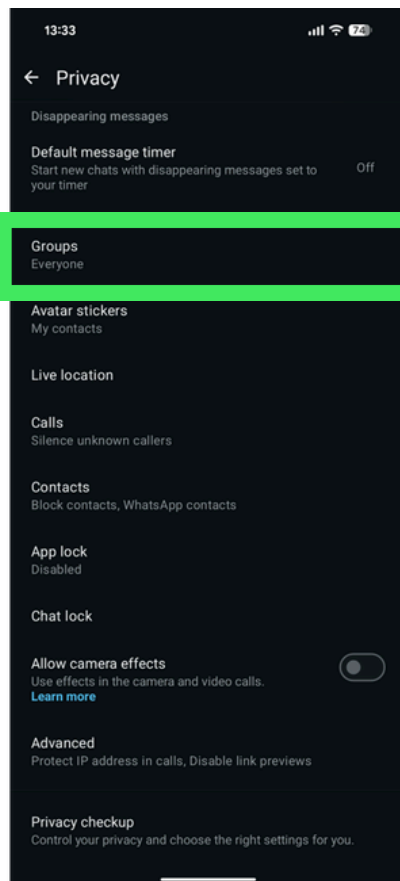 13:33
74
Privacy
Disappearing messages
Default message timer
Start new chats with disappearing messages set to
your timer
Off
Groups
Everyone
Avatar stickers
My contacts
Live location
Calls
Silence unknown callers
Contacts
Block contacts, WhatsApp contacts
App lock
Disabled
Chat lock
Allow camera effects
Use effects in the camera and video calls.
Learn more
Advanced
Protect IP address in calls, Disable link previews
Privacy checkup
Control your privacy and choose the right settings for you.